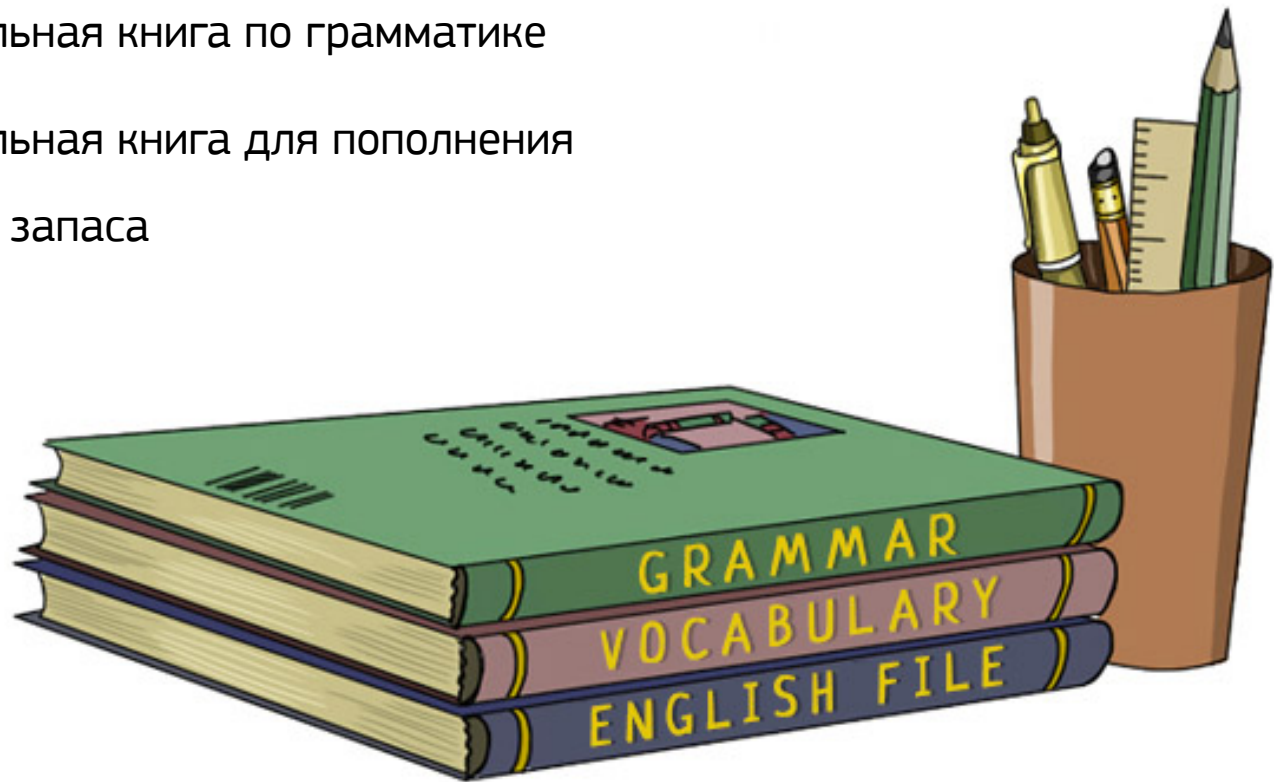 льная книга по грамматике
льная книга для пополнения
запаса
GRAMMAR
VOCABULARY
ENGLISH FILE